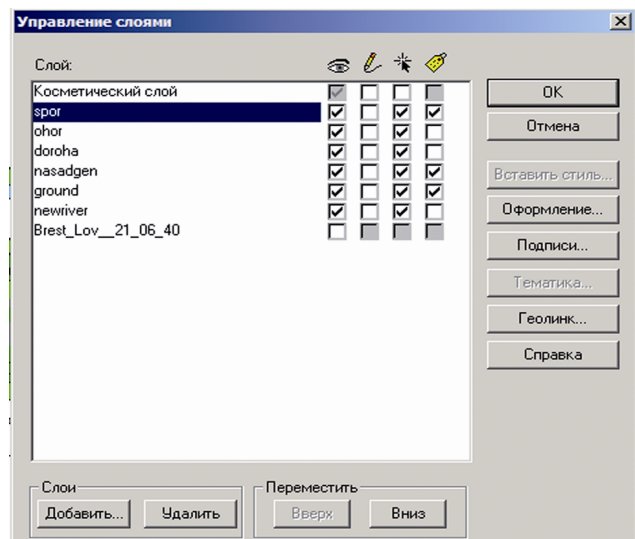 Управление слоями
Слой:
Косметический слой
spor
ohor
doroha
nasadgen
ground
newriver
Brest_Lov__21_06_40
OK
Отмена
Вставить стиль...
Оформление...
Подписи...
Тематика...
Геолинк...
Справка
Слои
Добавить...
Удалить
Переместить
Вверх
Вниз